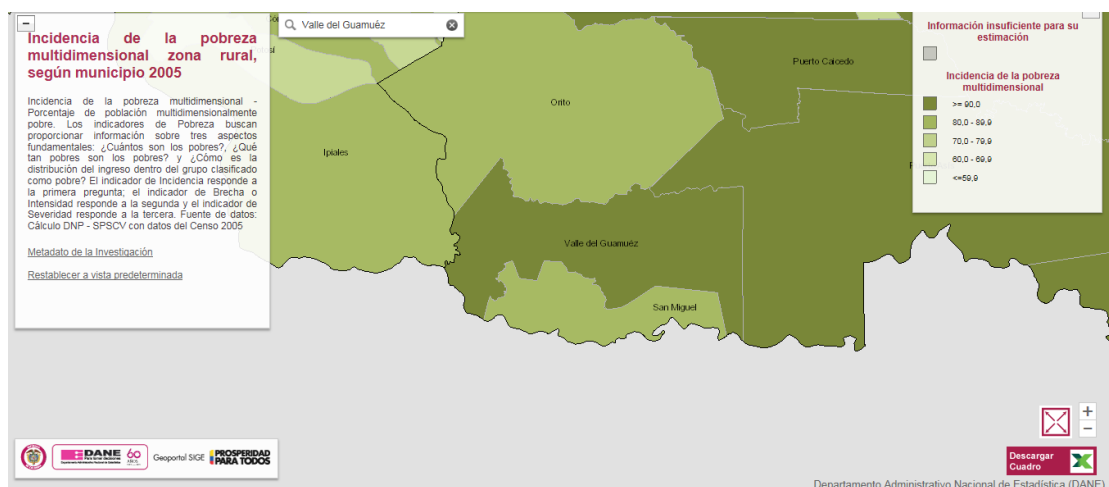 Incidencia de la pobreza
multidimensional zona rural,
según municipio 2005
Incidencia de la pobreza multidimensional -
Porcentaje de población multidimensionalmente
pobre. Los indicadores de Pobreza buscan
proporcionar información sobre tres aspectos
fundamentales: ¿Cuántos son los pobres?, ¿Qué
tan pobres son los pobres? y ¿Cómo es la
distribución del ingreso dentro del grupo clasificado
como pobre? El indicador de Incidencia responde a
la primera pregunta; el indicador de Brecha o
Intensidad responde a la segunda y el indicador de
Severidad responde a la tercera. Fuente de datos:
Cálculo DNP - SPSCV con datos del Censo 2005
Metadato de la Investigación
Restablecer a vista predeterminada
Valle del Guamuéz
Puerto Caicedo
Orito
Ipiales
Valle del Guamuéz
San Miguel
Información insuficiente para su
estimación
Incidencia de la pobreza
multidimensional
>= 90,0
80,0 - 89,9
70,0 - 79,9
60,0 - 69,9
<=59,9
DANE
60
AÑOS
Geoportal SIGE
PROSPERIDAD
PARA TODOS
+
−
Descargar
Cuadro
Departamento Administrativo Nacional de Estadística (DANE)